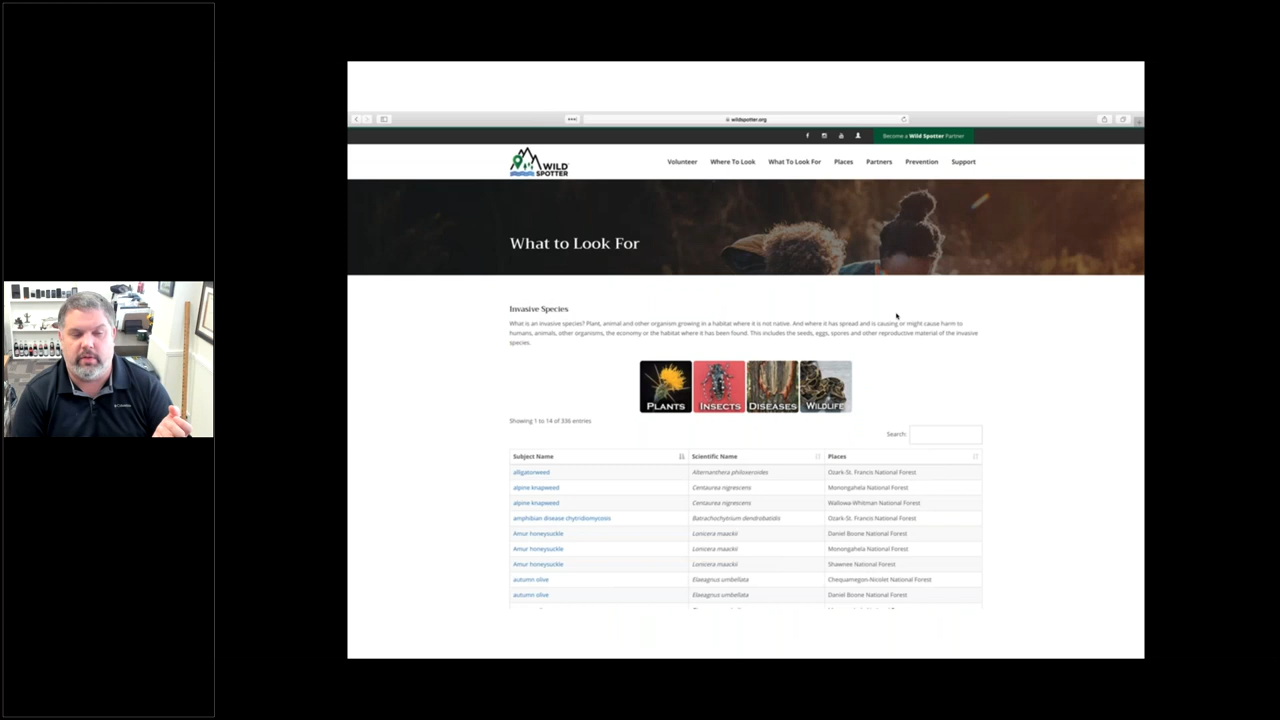 wildspotter.org
Become a Wild Spotter Partner
WILD
SPOTTER
Volunteer Where To Look What To Look For Places Partners Prevention Support
What to Look For
Invasive Species
What is an invasive species? Plant, animal and other organism growing in a habitat where it is not native. And where it has spread and is causing or might cause harm to
humans, animals, other organisms, the economy or the habitat where it has been found. This includes the seeds, eggs, spores and other reproductive material of the invasive
species.
PLANTS INSECTS DISEASES WILDLIFE
Showing 1 to 14 of 336 entries
Search:
Subject Name Scientific Name Places
alligatorweed Alternanthera philoxeroides Ozark-St. Francis National Forest
alpine knapweed Centaurea nigrescens Monongahela National Forest
alpine knapweed Centaurea nigrescens Wallowa-Whitman National Forest
amphibian disease chytridiomycosis Batrachochytrium dendrobatidis Ozark-St. Francis National Forest
Amur honeysuckle Lonicera maackii Daniel Boone National Forest
Amur honeysuckle Lonicera maackii Monongahela National Forest
Amur honeysuckle Lonicera maackii Shawnee National Forest
autumn olive Elaeagnus umbellata Chequamegon-Nicolet National Forest
autumn olive Elaeagnus umbellata Daniel Boone National Forest